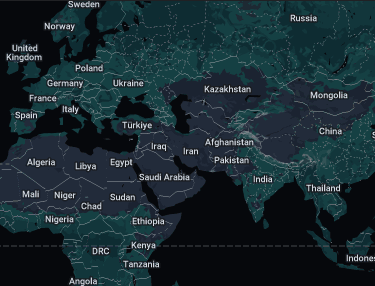 Sweden
Norway
Russia
United
Kingdom
Poland
Germany
Ukraine
Kazakhstan
France
Mongolia
Italy
Spain
Türkiye
China
Iraq
Iran
Afghanistan
Algeria
Libya
Egypt
Pakistan
Saudi Arabia
India
Thailand
Mali
Niger
Sudan
Chad
Nigeria
Ethiopia
DRC
Kenya
Indones
Tanzania
Angola